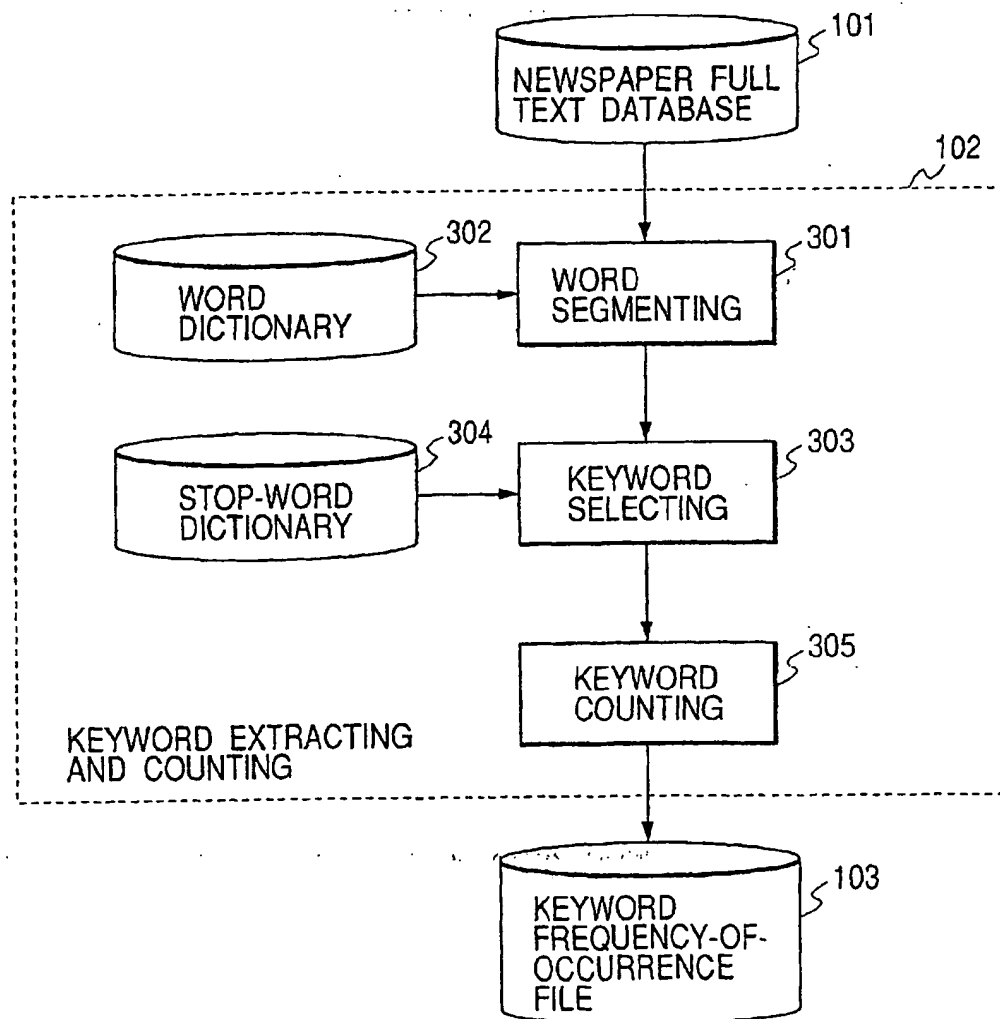 101
NEWSPAPER FULL
TEXT DATABASE
102
302
WORD
DICTIONARY
301
WORD
SEGMENTING
304
STOP-WORD
DICTIONARY
303
KEYWORD
SELECTING
305
KEYWORD
COUNTING
KEYWORD EXTRACTING
AND COUNTING
103
KEYWORD
FREQUENCY-OF-
OCCURRENCE
FILE